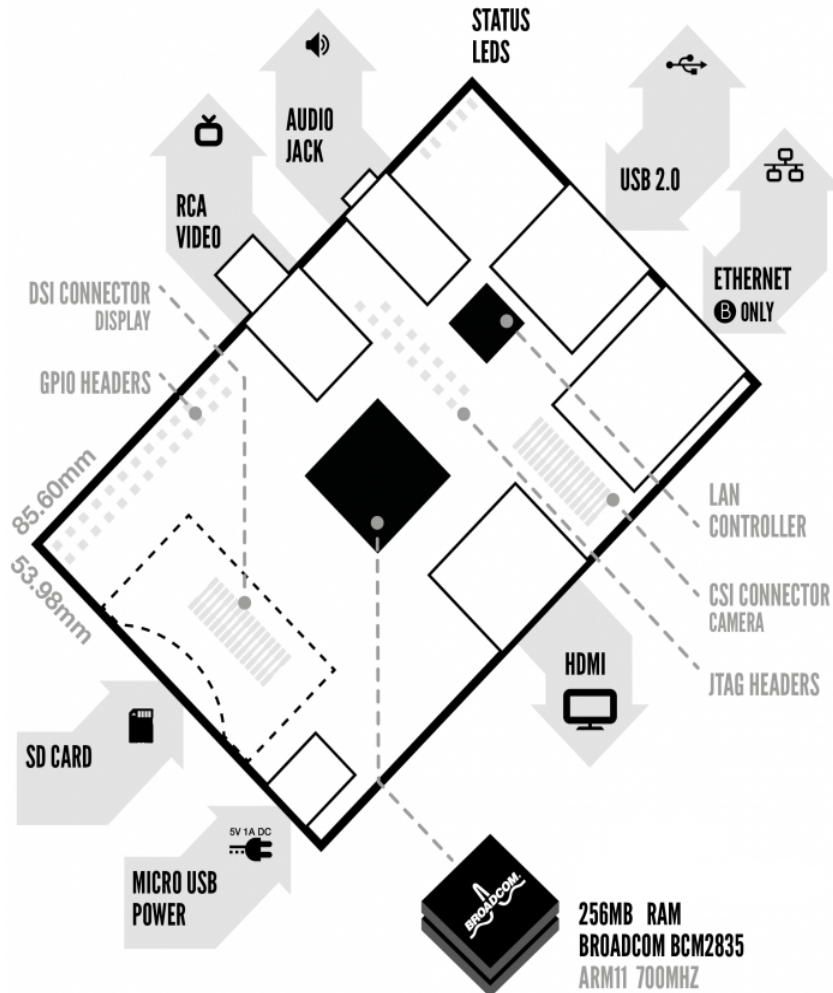 STATUS
LEDS
AUDIO
JACK
USB 2.0
RCA
VIDEO
ETHERNET
B ONLY
DSI CONNECTOR
DISPLAY
GPIO HEADERS
85.60mm
53.98mm
LAN
CONTROLLER
CSI CONNECTOR
CAMERA
JTAG HEADERS
HDMI
SD CARD
5V 1A DC
MICRO USB
POWER
BROADCOM.
256MB RAM
BROADCOM BCM2835
ARM11 700MHZ